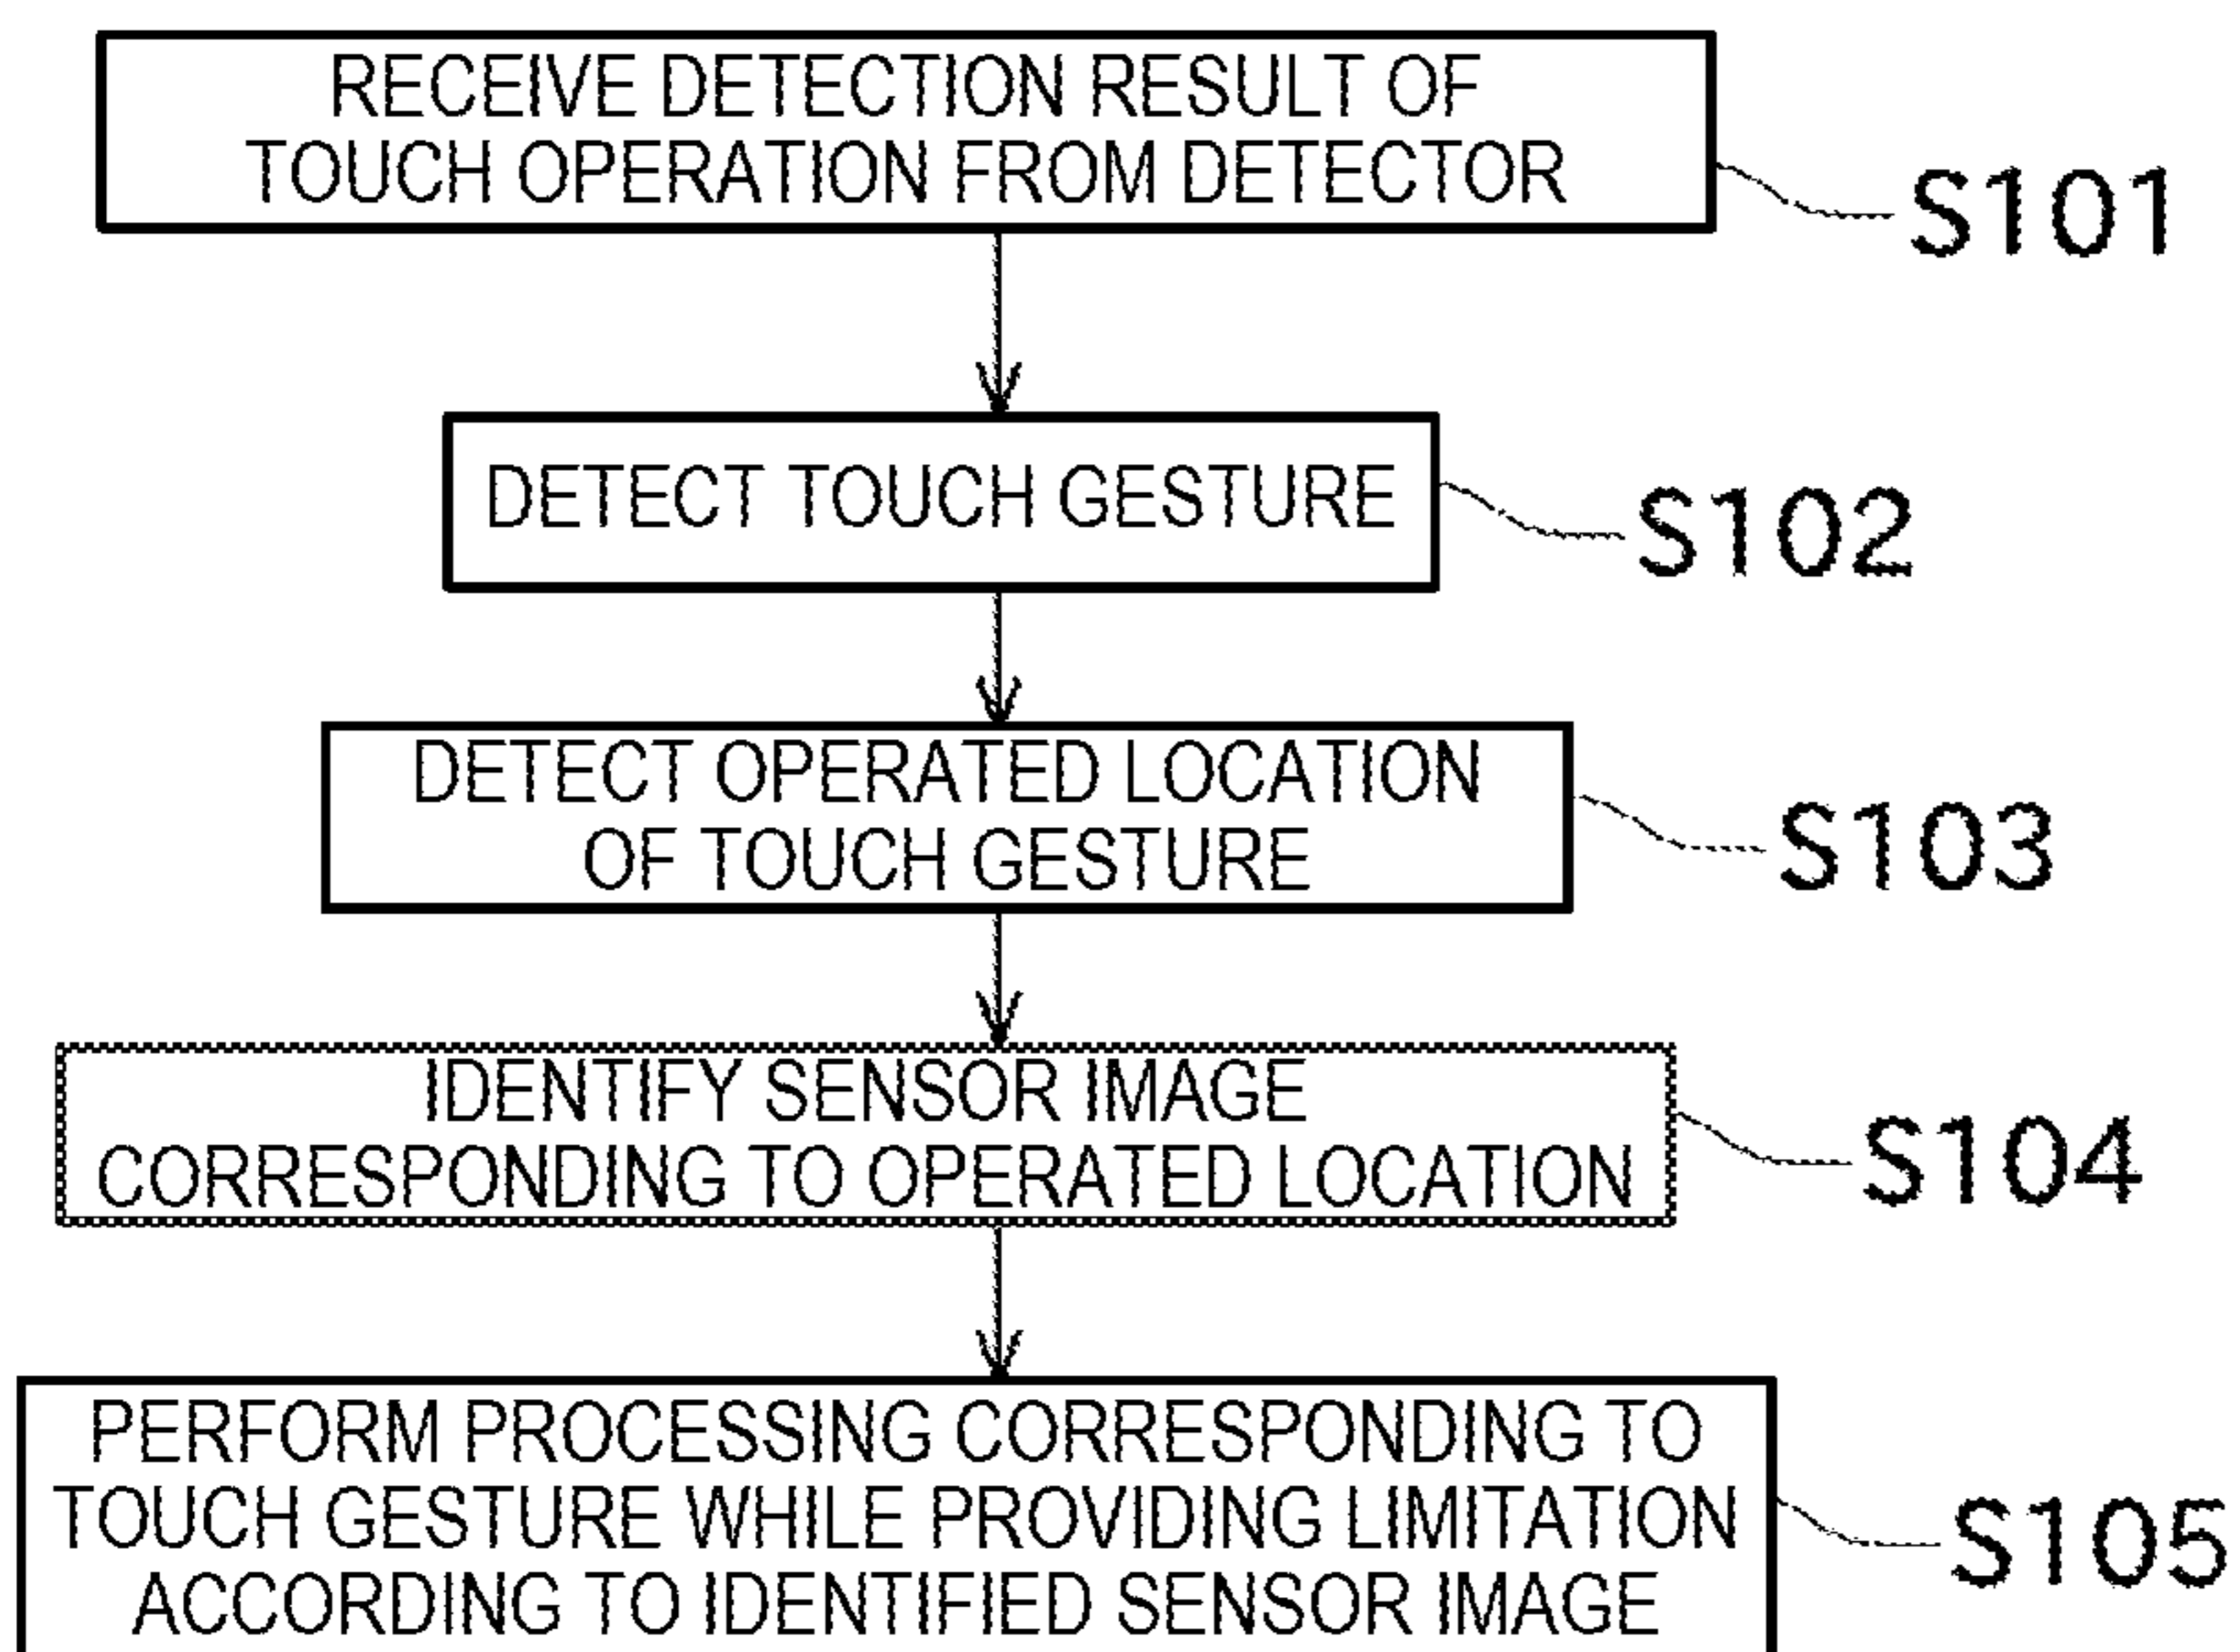 RECEIVE DETECTION RESULT OF
TOUCH OPERATION FROM DETECTOR
S101
DETECT TOUCH GESTURE
S102
DETECT OPERATED LOCATION
OF TOUCH GESTURE
S103
IDENTIFY SENSOR IMAGE
CORRESPONDING TO OPERATED LOCATION
S104
PERFORM PROCESSING CORRESPONDING TO
TOUCH GESTURE WHILE PROVIDING LIMITATION
ACCORDING TO IDENTIFIED SENSOR IMAGE
S105